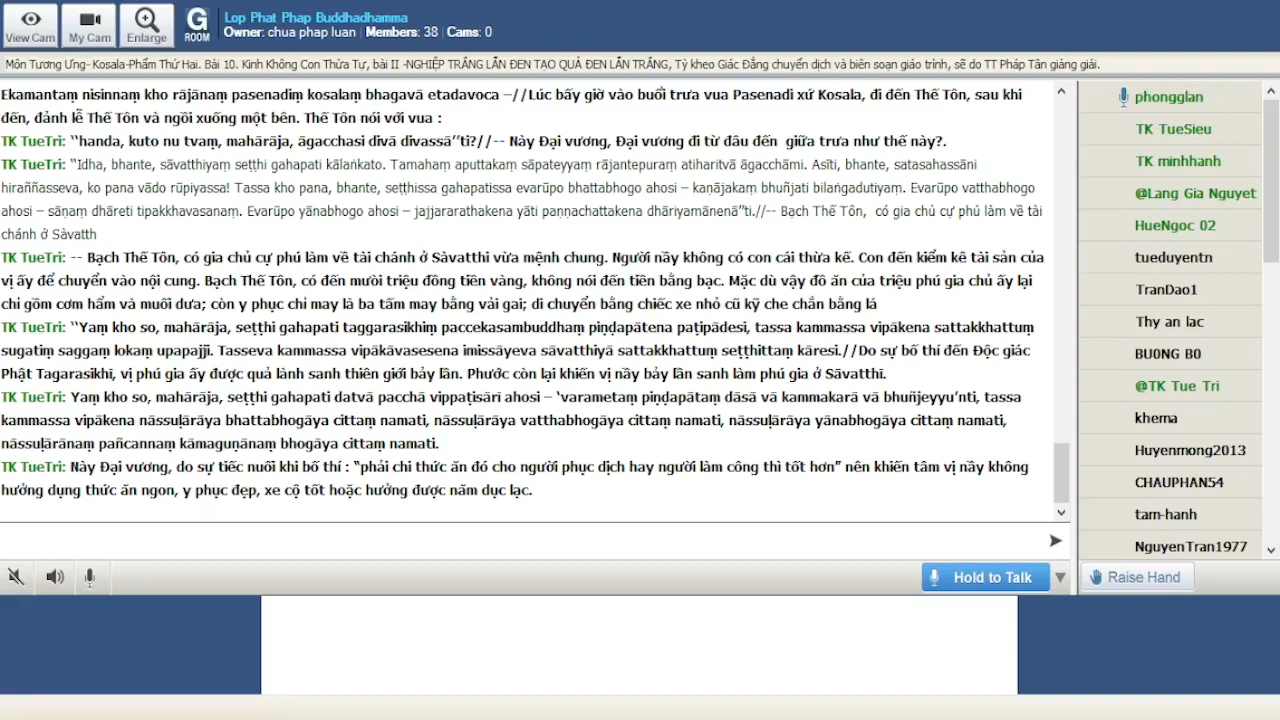 View Cam
My Cam
Enlarge
G
ROOM
Lop Phat Phap Buddhadhamma
Owner: chua phap luan | Members: 38 | Cams: 0
Môn Tương Ưng- Kosala-Phẩm Thứ Hai. Bài 10. Kinh Không Con Thừa Tự, bài II -NGHIỆP TRẮNG LẪN ĐEN TẠO QUẢ ĐEN LẪN TRẮNG, Tỳ kheo Giác Đẳng chuyển dịch và biên soạn giáo trình, sẽ do TT Pháp Tân giảng giải.
Ekamantaṃ nisinnaṃ kho rājānaṃ pasenadiṃ kosalaṃ bhagavā etadavoca –//Lúc bấy giờ vào buổi trưa vua Pasenadi xứ Kosala, đi đến Thế Tôn, sau khi
đến, đảnh lễ Thế Tôn và ngồi xuống một bên. Thế Tôn nói với vua :
TK TueTri: ‘‘handa, kuto nu tvaṃ, mahārāja, āgacchasi divā divassā’’ti?//-- Này Đại vương, Đại vương đi từ đâu đến giữa trưa như thế này?.
TK TueTri: ‘‘Idha, bhante, sāvatthiyaṃ seṭṭhi gahapati kālaṅkato. Tamahaṃ aputtakaṃ sāpateyyaṃ rājantepuraṃ atiharitvā āgacchāmi. Asīti, bhante, satasahassāni
hiraññasseva, ko pana vādo rūpiyassa! Tassa kho pana, bhante, seṭṭhissa gahapatissa evarūpo bhattabhogo ahosi – kaṇājakaṃ bhuñjati bilaṅgadutiyaṃ. Evarūpo vatthabhogo
ahosi – sāṇaṃ dhāreti tipakkhavasanaṃ. Evarūpo yānabhogo ahosi – jajjararathakena yāti paṇṇachattakena dhāriyamānenā’’ti.//-- Bạch Thế Tôn, có gia chủ cự phú làm về tài
chánh ở Sàvatth
TK TueTri: -- Bạch Thế Tôn, có gia chủ cự phú làm về tài chánh ở Sàvatthi vừa mệnh chung. Người nầy không có con cái thừa kế. Con đến kiểm kê tài sản của
vị ấy để chuyển vào nội cung. Bạch Thế Tôn, có đến mười triệu đồng tiền vàng, không nói đến tiền bằng bạc. Mặc dù vậy đồ ăn của triệu phú gia chủ ấy lại
chỉ gồm cơm hẩm và muối dưa; còn y phục chỉ may là ba tấm may bằng vải gai; di chuyển bằng chiếc xe nhỏ cũ kỹ che chắn bằng lá
TK TueTri: ‘‘Yaṃ kho so, mahārāja, seṭṭhi gahapati taggarasikhiṃ paccekasambuddhaṃ piṇḍapātena paṭipādesi, tassa kammassa vipākena sattakkhattuṃ
sugatiṃ saggaṃ lokaṃ upapajji. Tasseva kammassa vipākāvasesena imissāyeva sāvatthiyā sattakkhattuṃ seṭṭhittaṃ kāresi.//Do sự bố thí đến Độc giác
Phật Tagarasikhī, vị phú gia ấy được quả lành sanh thiên giới bảy lần. Phước còn lại khiến vị nầy bảy lần sanh làm phú gia ở Sāvatthī.
TK TueTri: Yaṃ kho so, mahārāja, seṭṭhi gahapati datvā pacchā vippaṭisārī ahosi – ‘varametaṃ piṇḍapātaṃ dāsā vā kammakarā vā bhuñjeyyu’nti, tassa
kammassa vipākena nāssuḷārāya bhattabhogāya cittaṃ namati, nāssuḷārāya vatthabhogāya cittaṃ namati, nāssuḷārāya yānabhogāya cittaṃ namati,
nāssuḷārānaṃ pañcannaṃ kāmaguṇānaṃ bhogāya cittaṃ namati.
TK TueTri: Này Đại vương, do sự tiếc nuối khi bố thí : “phải chi thức ăn đó cho người phục dịch hay người làm công thì tốt hơn” nên khiến tâm vị nầy không
hưởng dụng thức ăn ngon, y phục đẹp, xe cộ tốt hoặc hưởng được năm dục lạc.
phongglan
TK TueSieu
TK minhhanh
@Lang Gia Nguyet
HueNgoc 02
tueduyentn
TranDao1
Thy an lac
BU0NG B0
@TK Tue Tri
khema
Huyenmong2013
CHAUPHAN54
tam-hanh
NguyenTran1977
Hold to Talk
Raise Hand